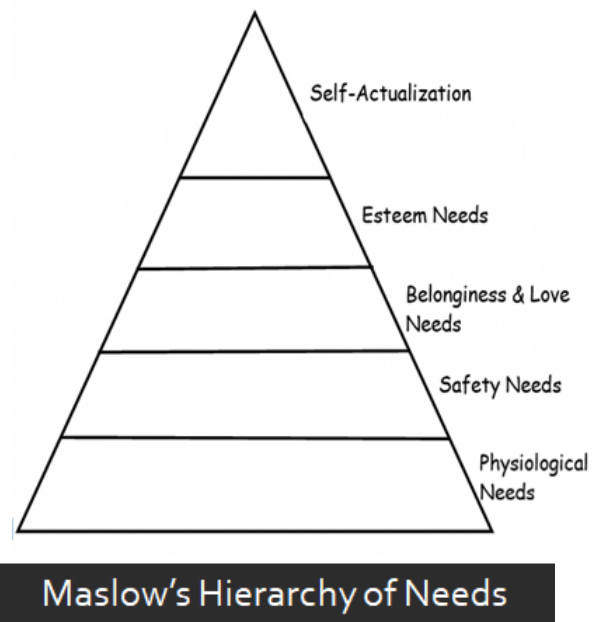 Self-Actualization
Esteem Needs
Belonginess & Love
Needs
Safety Needs
Physiological
Needs
Maslow's Hierarchy of Needs